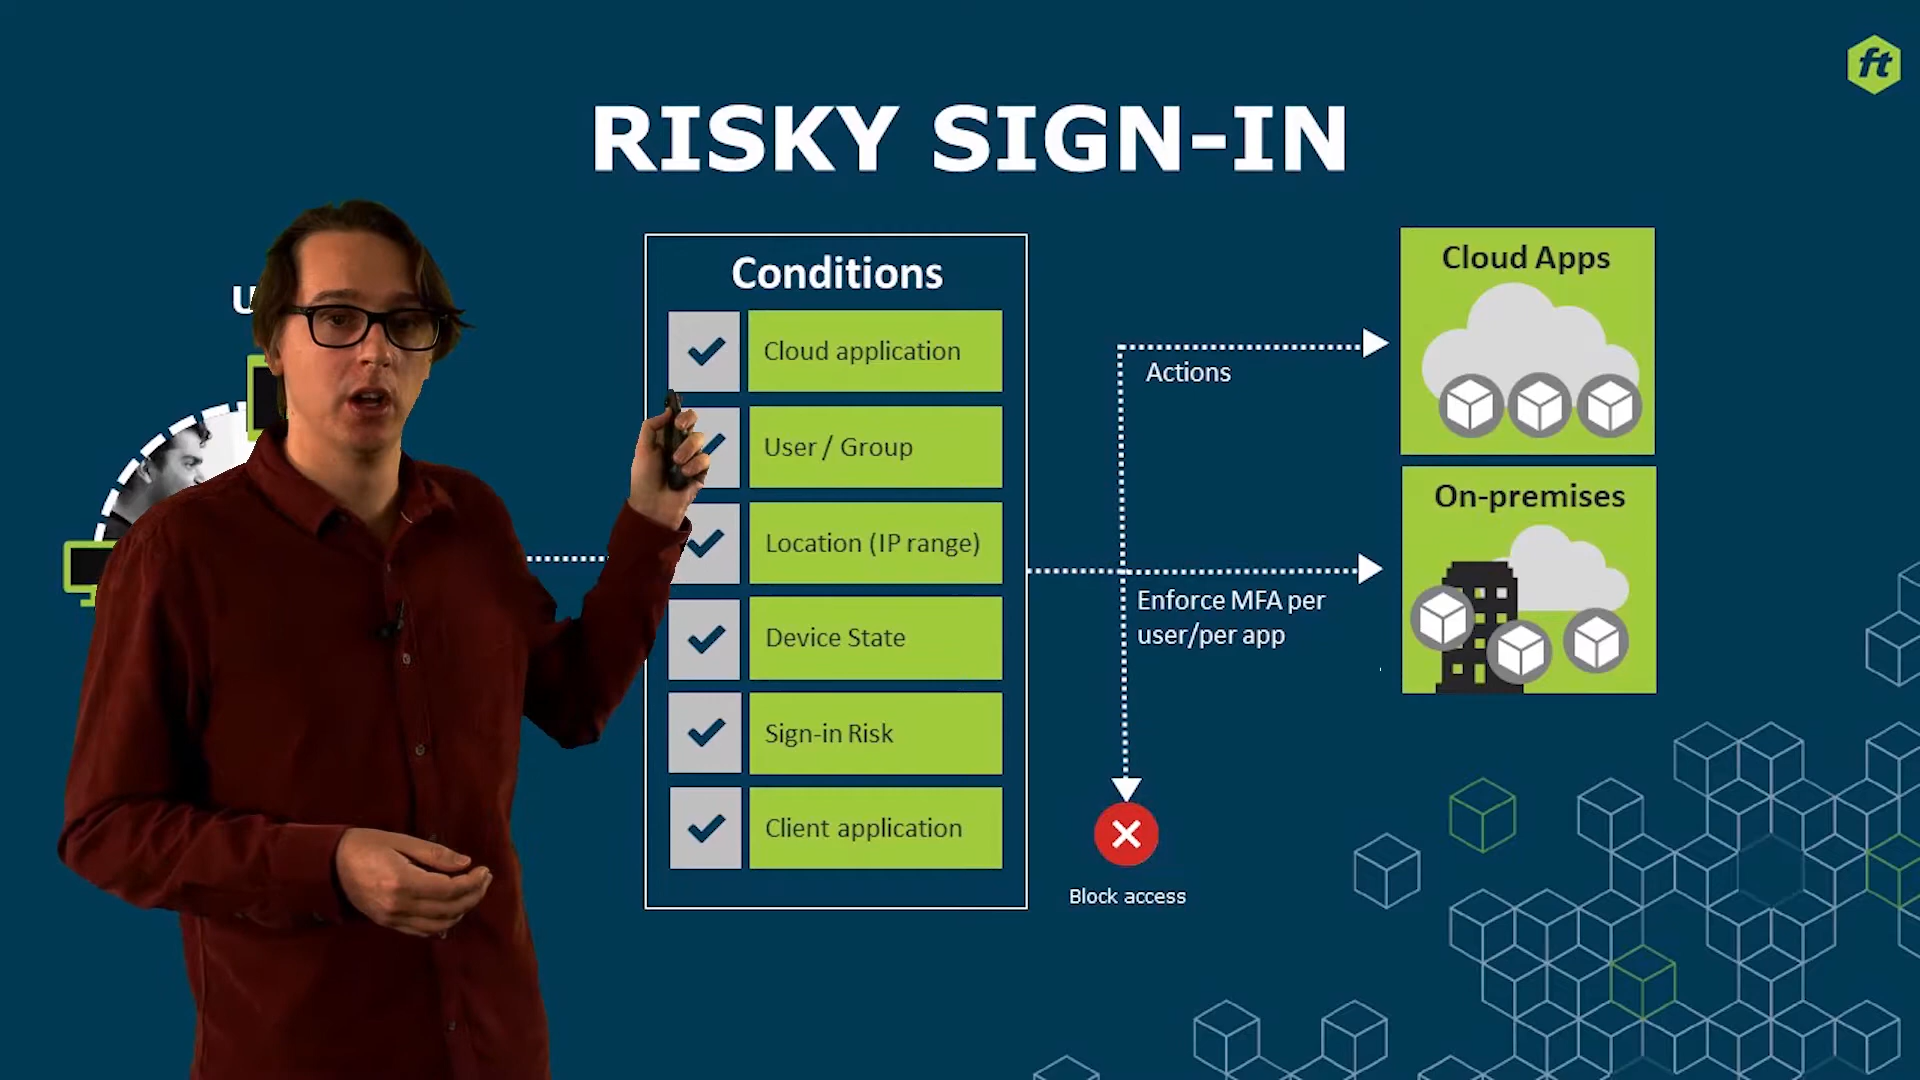 ft
RISKY SIGN-IN
Conditions
Cloud application
User / Group
Location (IP range)
Device State
Sign-in Risk
Client application
Actions
Enforce MFA per
user/per app
Block access
Cloud Apps
On-premises